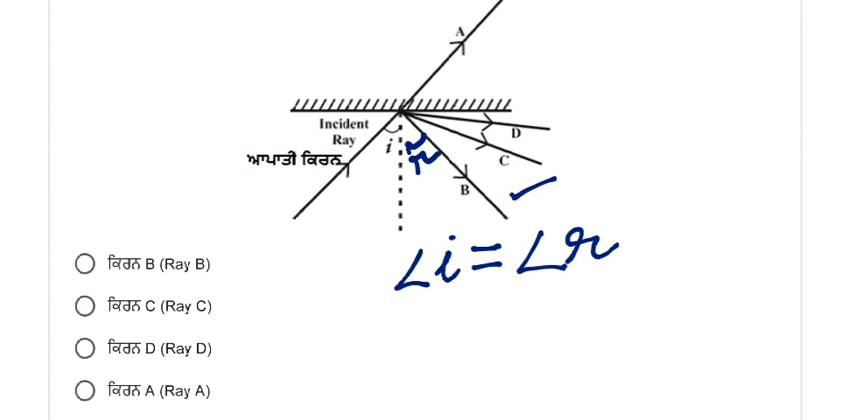 A
Incident
Ray
i
r
D
C
B
ਆਪਾਤੀ ਕਿਰਨ
∠i = ∠r
ਕਿਰਨ B (Ray B)
ਕਿਰਨ C (Ray C)
ਕਿਰਨ D (Ray D)
ਕਿਰਨ A (Ray A)